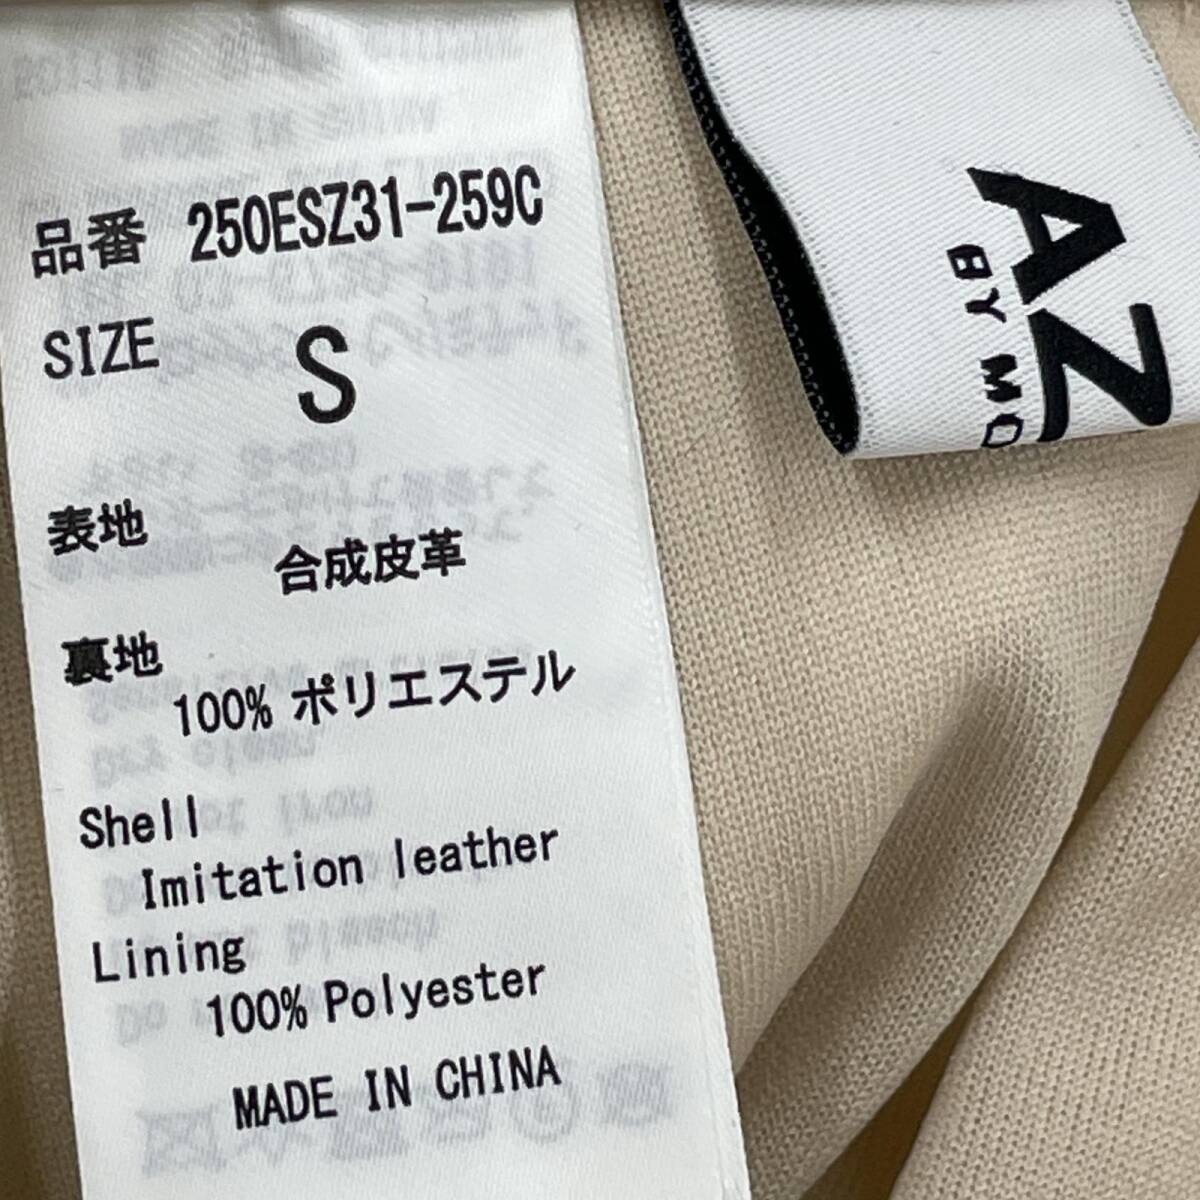 品番 250ESZ31-259C
SIZE S
表地
合成皮革
裏地
100% ポリエステル
Shell
Imitation leather
Lining
100% Polyester
MADE IN CHINA
AZ
BY MO